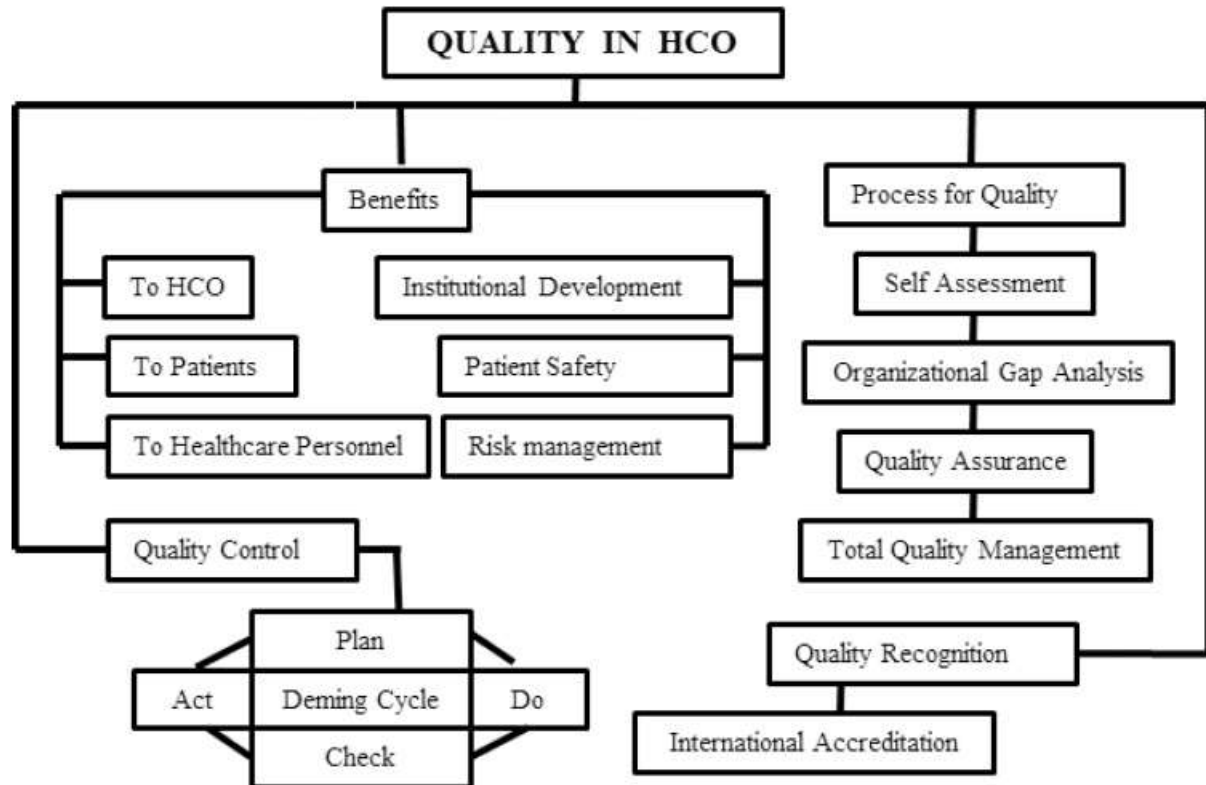 QUALITY IN HCO
Benefits
To HCO
Institutional Development
To Patients
Patient Safety
To Healthcare Personnel
Risk management
Process for Quality
Self Assessment
Organizational Gap Analysis
Quality Assurance
Total Quality Management
Quality Control
Plan
Act
Deming Cycle
Do
Check
Quality Recognition
International Accreditation